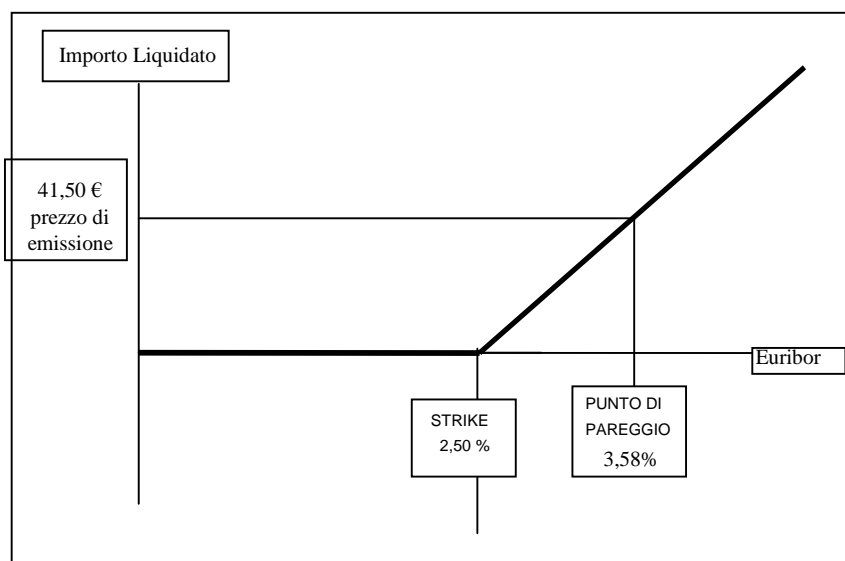 Importo Liquidato
41,50 €
prezzo di
emissione
Euribor
STRIKE
2,50 %
PUNTO DI
PAREGGIO
3,58%